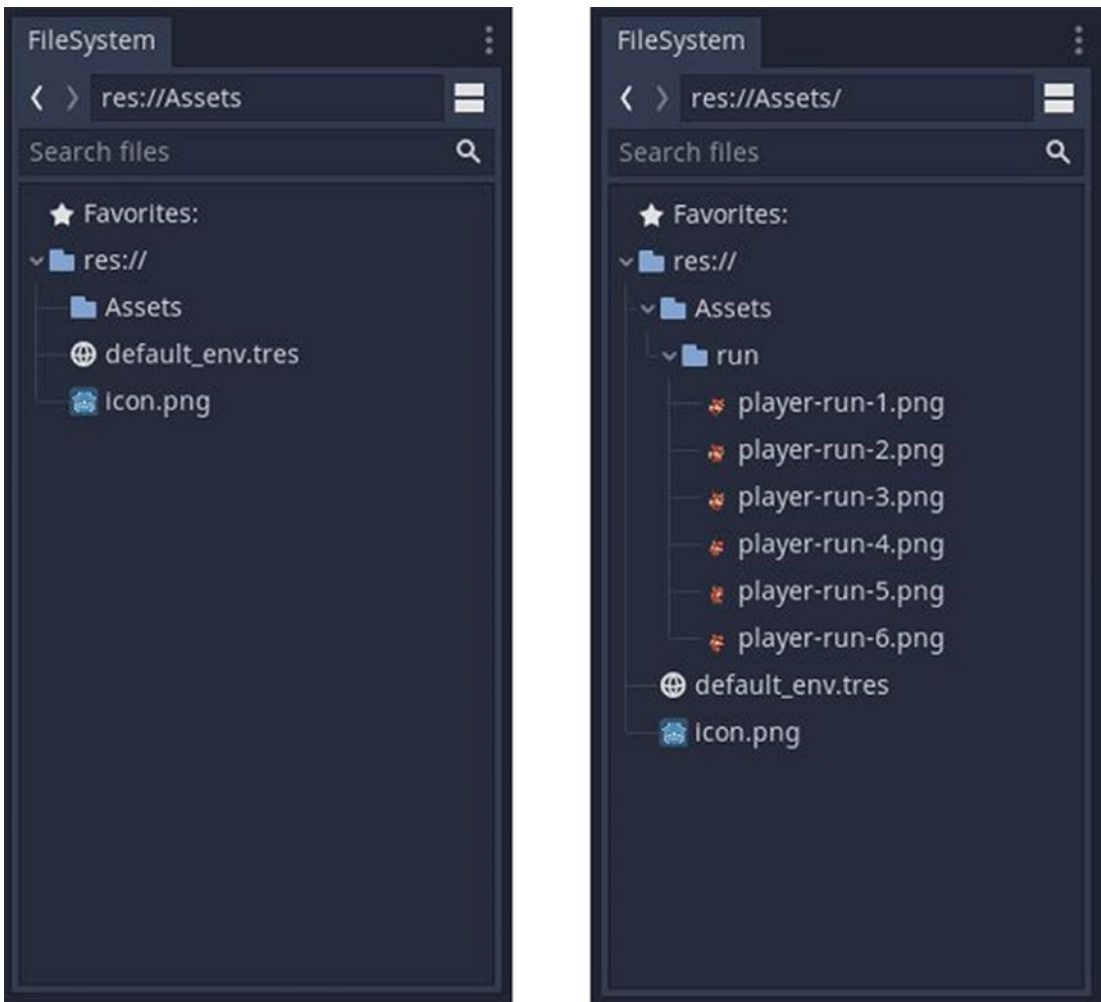 FileSystem
res://Assets
Search files
Favorites:
res://
Assets
default_env.tres
icon.png
FileSystem
res://Assets/
Search files
Favorites:
res://
Assets
run
player-run-1.png
player-run-2.png
player-run-3.png
player-run-4.png
player-run-5.png
player-run-6.png
default_env.tres
icon.png